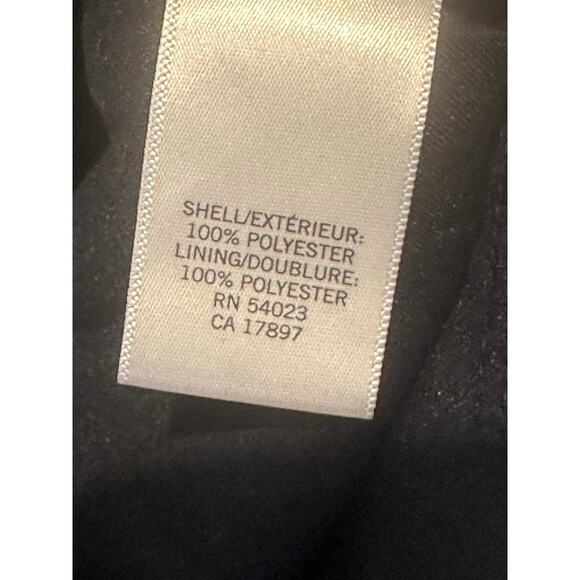 SHELL/EXTÉRIEUR:
100% POLYESTER
LINING/DOUBLURE:
100% POLYESTER
RN 54023
CA 17897